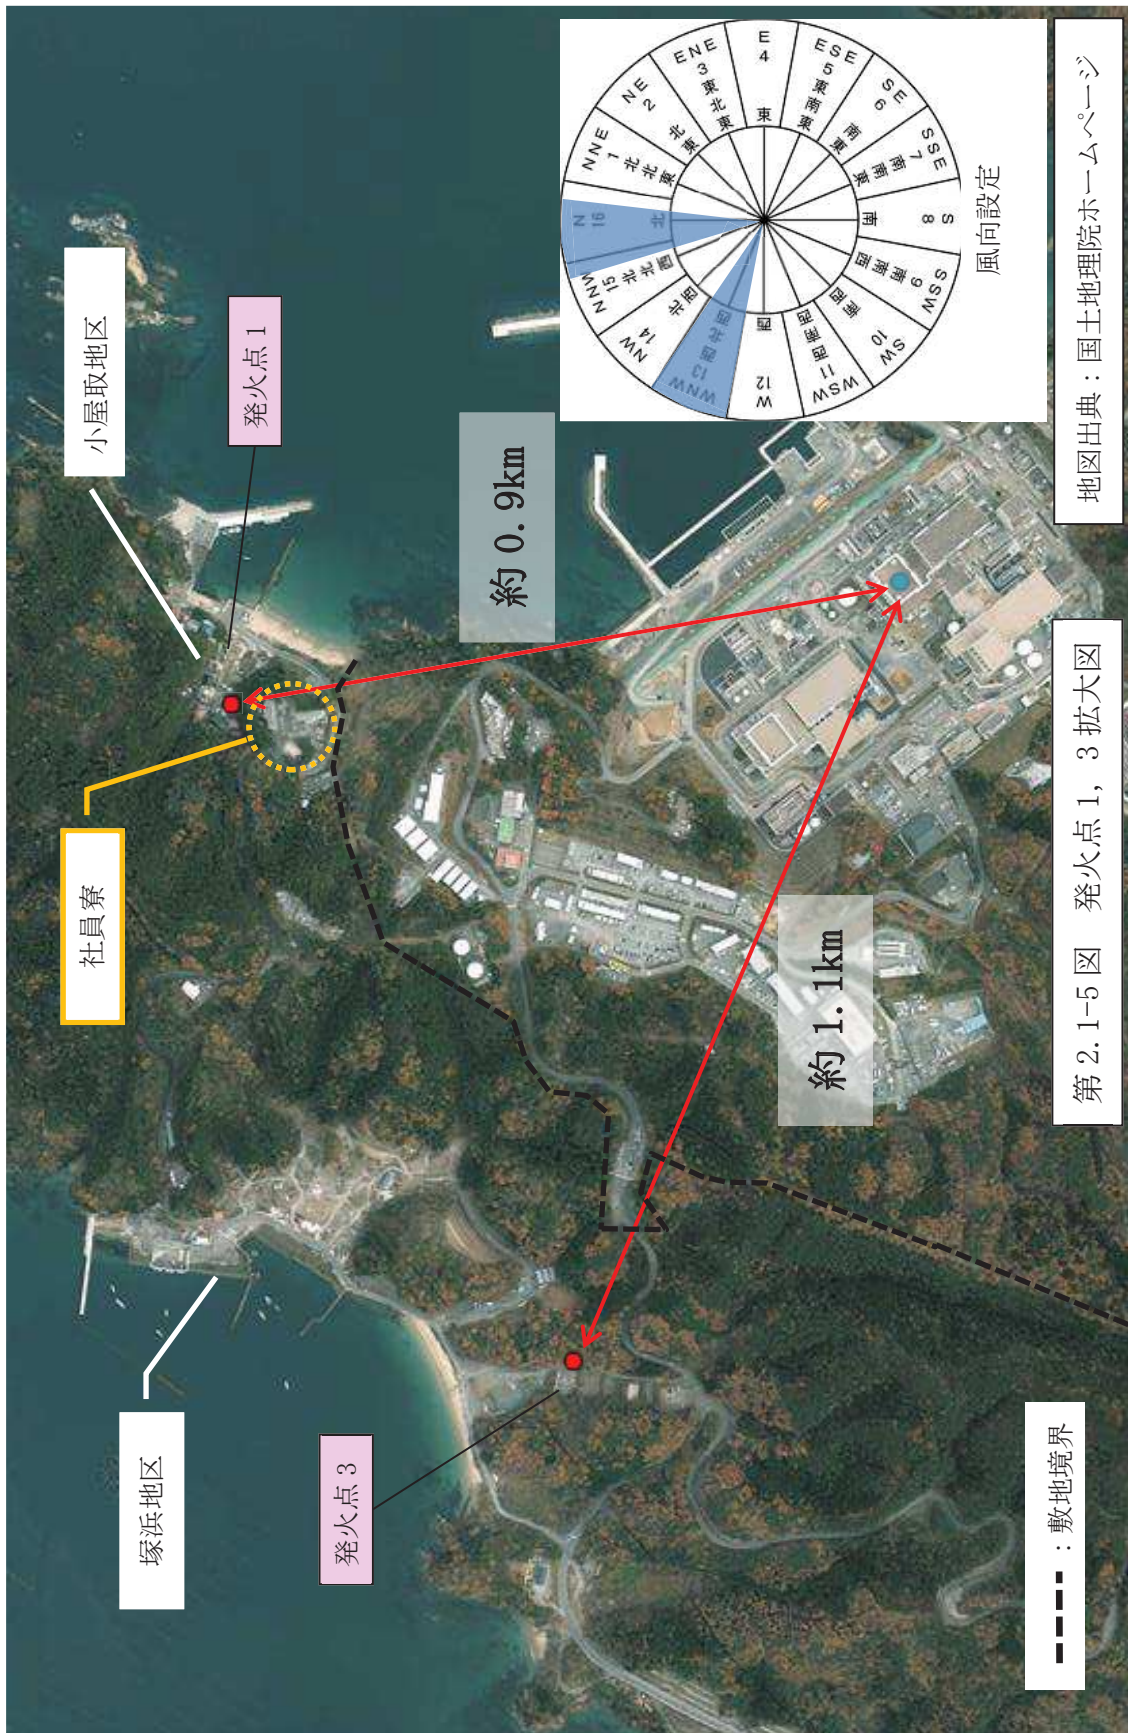 小屋取地区
発火点 1
社員寮
塚浜地区
発火点 3
約 0.9km
約 1.1km
N
16
北
NNE
1
北北東
NE
2
北東
ENE
3
東北東
E
4
東
ESE
5
東南東
SE
6
南東
SSE
7
南南東
S
8
南
SSW
9
南南西
SW
10
南西
WSW
11
西南西
W
12
西
WNW
13
西北西
NW
14
北西
NNW
15
北北西
風向設定
：敷地境界
第 2.1-5 図　発火点 1, 3 拡大図
地図出典：国土地理院ホームページ